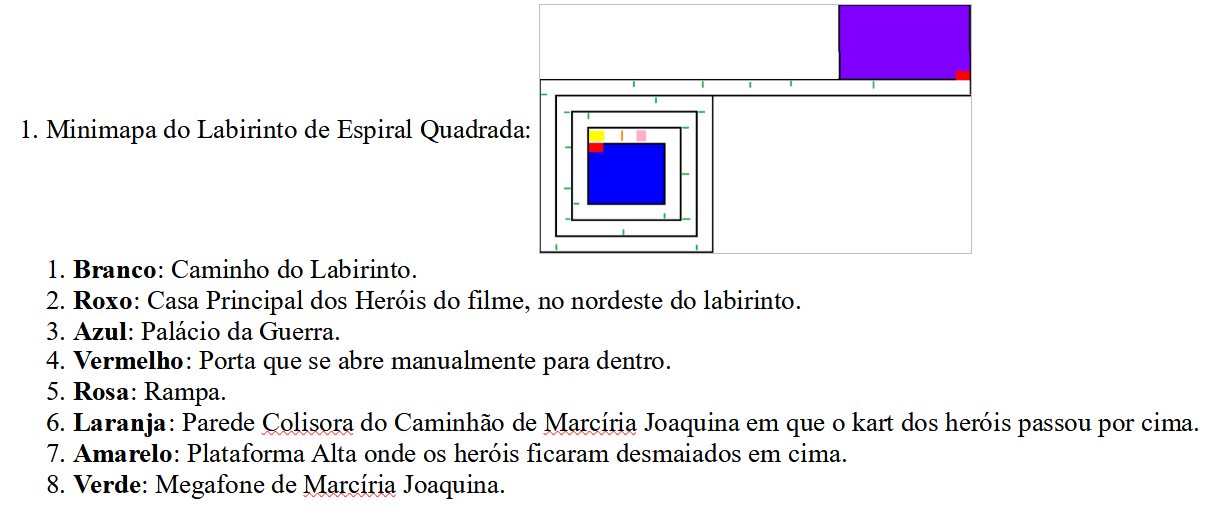 1. Minimapa do Labirinto de Espiral Quadrada:
1. Branco: Caminho do Labirinto.
2. Roxo: Casa Principal dos Heróis do filme, no nordeste do labirinto.
3. Azul: Palácio da Guerra.
4. Vermelho: Porta que se abre manualmente para dentro.
5. Rosa: Rampa.
6. Laranja: Parede Colisora do Caminhão de Marcíria Joaquina em que o kart dos heróis passou por cima.
7. Amarelo: Plataforma Alta onde os heróis ficaram desmaiados em cima.
8. Verde: Megafone de Marcíria Joaquina.